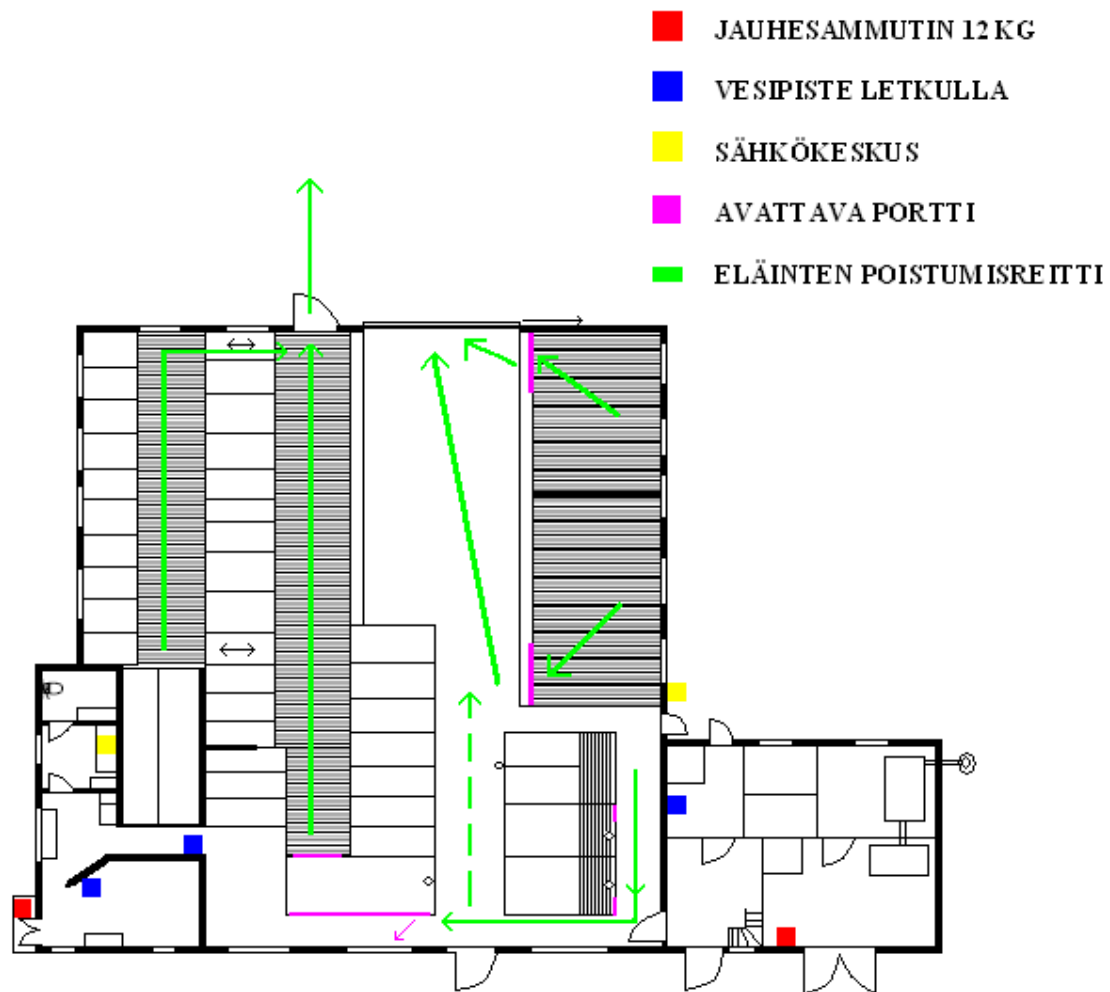 JAUHESAMMUTIN 12 KG
VESIPISTE LETKULLA
SÄHKÖKESKUS
AVATTAVA PORTTI
ELÄINTEN POISTUMISREITTI